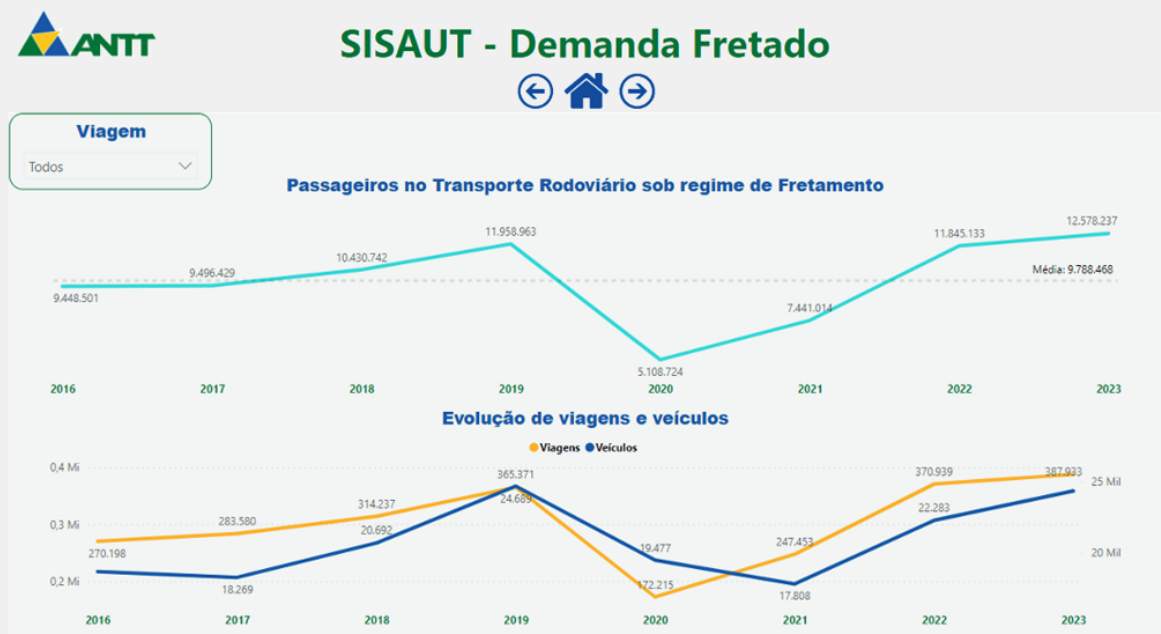 ANTT
SISAUT - Demanda Fretado
Viagem
Todos
Passageiros no Transporte Rodoviário sob regime de Fretamento
9.448.501
9.496.429
10.430.742
11.958.963
5.108.724
7.441.014
11.845.133
12.578.237
Média: 9.788.468
2016 2017 2018 2019 2020 2021 2022 2023
Evolução de viagens e veículos
Viagens Veículos
0,4 Mi
0,3 Mi
0,2 Mi
270.198
283.580
314.237
365.371
172.215
247.453
370.939
387.933
18.269
20.692
24.689
19.477
17.808
22.283
25 Mil
20 Mil
2016 2017 2018 2019 2020 2021 2022 2023